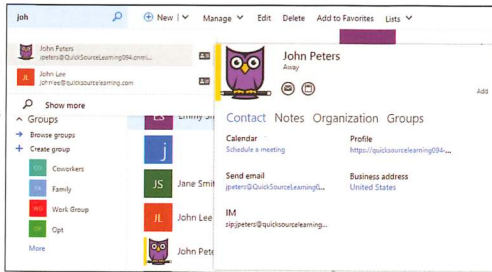 joh
New
Manage
Edit
Delete
Add to Favorites
Lists
John Peters
jpeters@QuickSourceLearning094.onmi...
JL
John Lee
johnlee@quicksourcelearning.com
Show more
Groups
Browse groups
Create group
Coworkers
FA
Family
WG
Work Group
OP
Opt
More
ES
Emmy
j
JS
Jane Smit
JL
John Lee
John Pete
John Peters
Away
Add
Contact Notes Organization Groups
Calendar
Schedule a meeting
Profile
https://quicksourcelearning094-...
Send email
jpeters@QuickSourceLearning0...
Business address
United States
IM
sip:jpeters@quicksourcelearning...